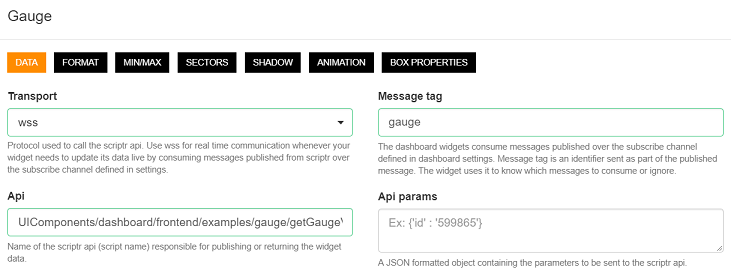 Gauge
DATA FORMAT MIN/MAX SECTORS SHADOW ANIMATION BOX PROPERTIES
Transport
wss
Protocol used to call the scriptr api. Use wss for real time communication whenever your
widget needs to update its data live by consuming messages published from scriptr over
the subscribe channel defined in settings.
Message tag
gauge
The dashboard widgets consume messages published over the subscribe channel
defined in dashboard settings. Message tag is an identifier sent as part of the published
message. The widget uses it to know which messages to consume or ignore.
Api
UIComponents/dashboard/frontend/examples/gauge/getGauge
Name of the scriptr api (script name) responsible for publishing or returning the widget
data.
Api params
Ex: {'id' : '599865'}
A JSON formatted object containing the parameters to be sent to the scriptr api.